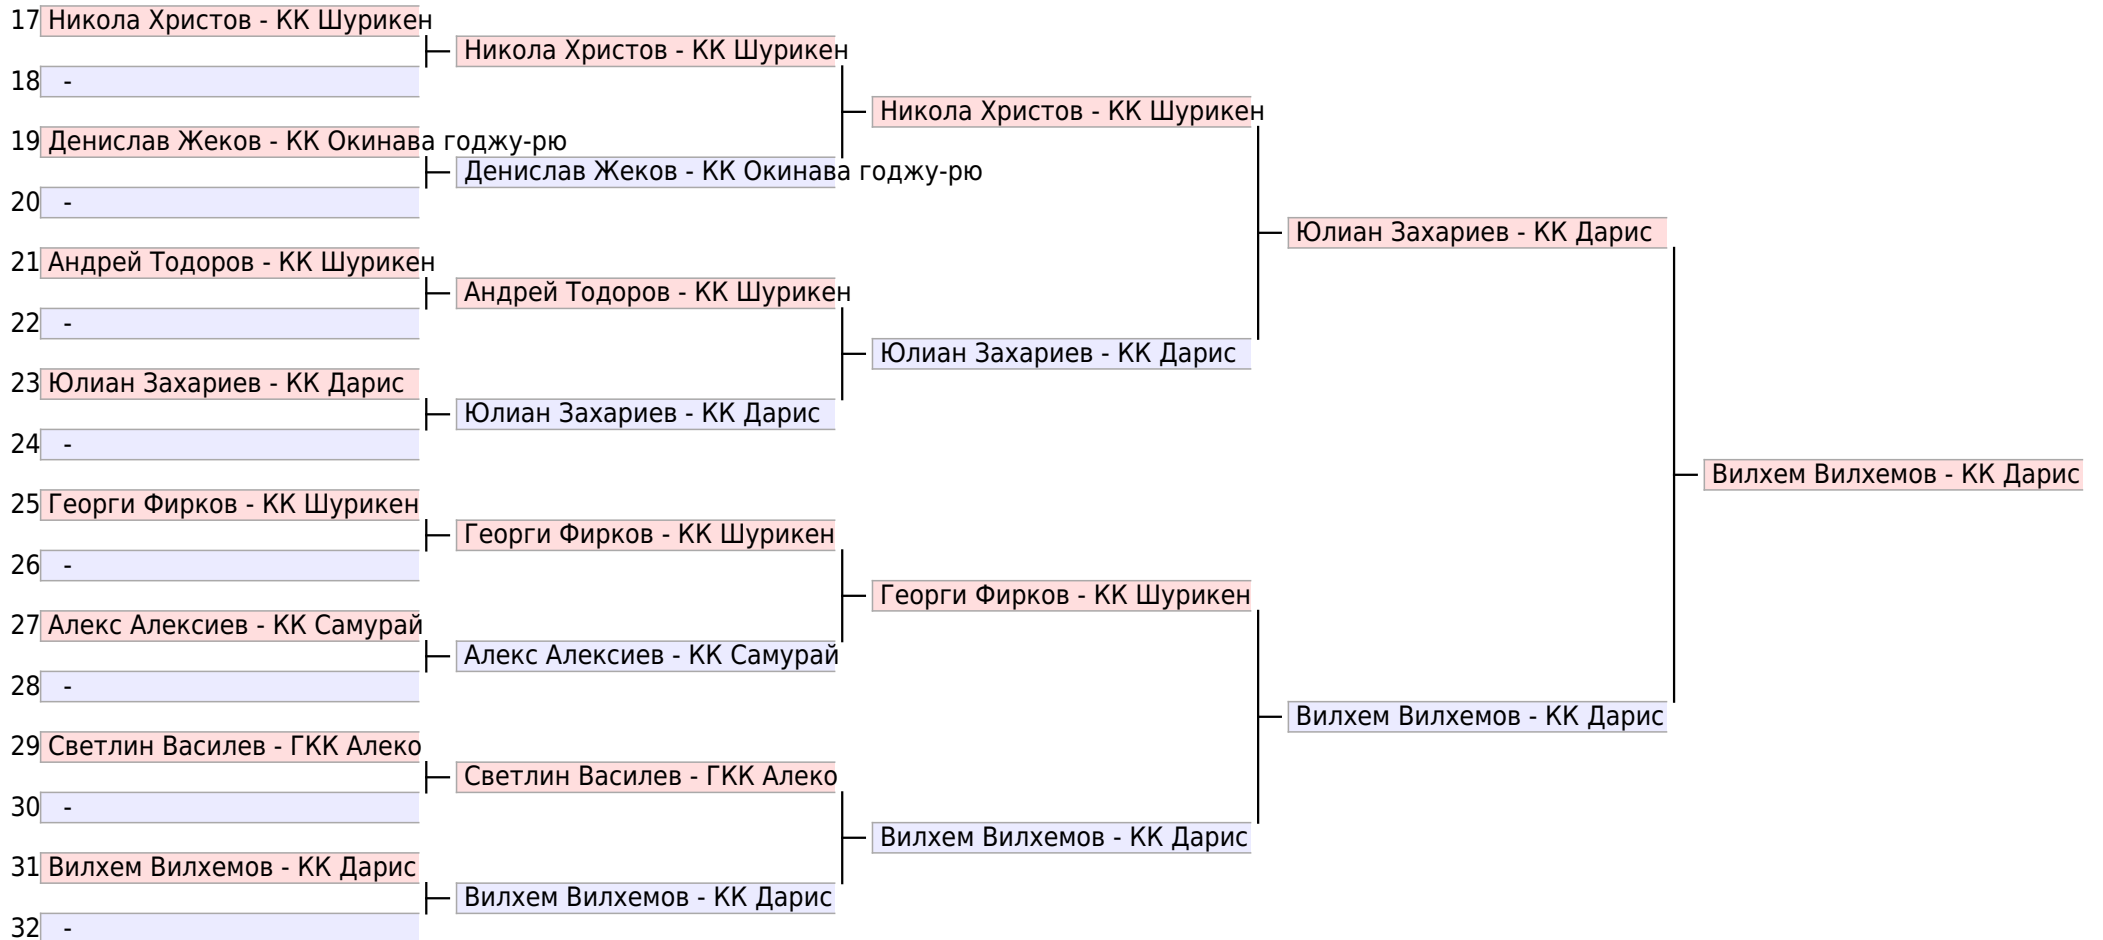 17 Никола Христов - КК Шурикен
Никола Христов - КК Шурикен
18 -
Никола Христов - КК Шурикен
19 Денислав Жеков - КК Окинава годжу-рю
Денислав Жеков - КК Окинава годжу-рю
20 -
Юлиан Захариев - КК Дарис
21 Андрей Тодоров - КК Шурикен
Андрей Тодоров - КК Шурикен
22 -
Юлиан Захариев - КК Дарис
23 Юлиан Захариев - КК Дарис
Юлиан Захариев - КК Дарис
24 -
Вилхем Вилхемов - КК Дарис
25 Георги Фирков - КК Шурикен
Георги Фирков - КК Шурикен
26 -
Георги Фирков - КК Шурикен
27 Алекс Алексиев - КК Самурай
Алекс Алексиев - КК Самурай
28 -
Вилхем Вилхемов - КК Дарис
29 Светлин Василев - ГКК Алеко
Светлин Василев - ГКК Алеко
30 -
Вилхем Вилхемов - КК Дарис
31 Вилхем Вилхемов - КК Дарис
Вилхем Вилхемов - КК Дарис
32 -